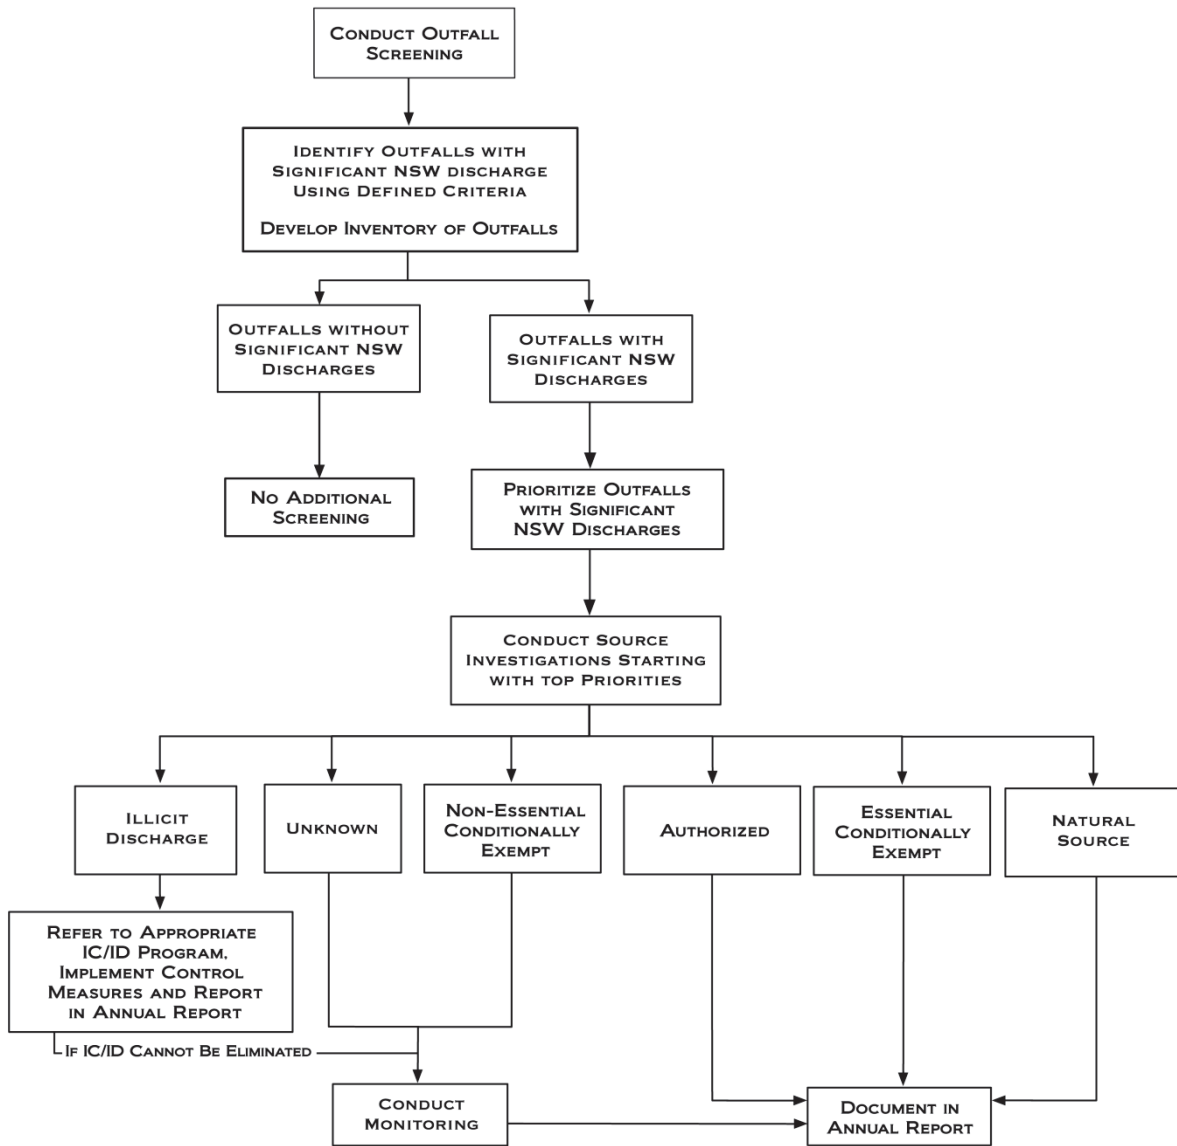 CONDUCT OUTFALL
SCREENING
IDENTIFY OUTFALLS WITH
SIGNIFICANT NSW DISCHARGE
USING DEFINED CRITERIA
DEVELOP INVENTORY OF OUTFALLS
OUTFALLS WITHOUT
SIGNIFICANT NSW
DISCHARGES
OUTFALLS WITH
SIGNIFICANT NSW
DISCHARGES
NO ADDITIONAL
SCREENING
PRIORITIZE OUTFALLS
WITH SIGNIFICANT
NSW DISCHARGES
CONDUCT SOURCE
INVESTIGATIONS STARTING
WITH TOP PRIORITIES
ILLICIT
DISCHARGE
UNKNOWN
NON-ESSENTIAL
CONDITIONALLY
EXEMPT
AUTHORIZED
ESSENTIAL
CONDITIONALLY
EXEMPT
NATURAL
SOURCE
REFER TO APPROPRIATE
IC/ID PROGRAM,
IMPLEMENT CONTROL
MEASURES AND REPORT
IN ANNUAL REPORT
IF IC/ID CANNOT BE ELIMINATED
CONDUCT
MONITORING
DOCUMENT IN
ANNUAL REPORT